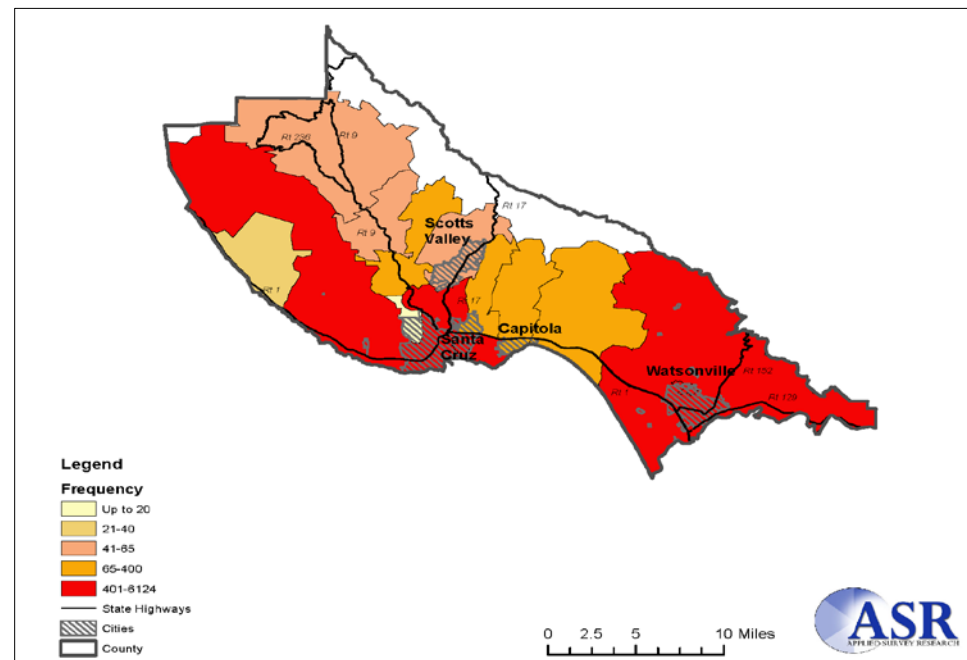 Rt 236
Rt 9
Rt 17
Scotts
Valley
Rt 9
Rt 1
Rt 17
Capitola
Santa
Cruz
Watsonville
Rt 152
Rt 1
Rt 129
Legend
Frequency
Up to 20
21-40
41-65
65-400
401-6124
State Highways
Cities
County
0 2.5 5 10 Miles
ASR
APPLIED SURVEY RESEARCH